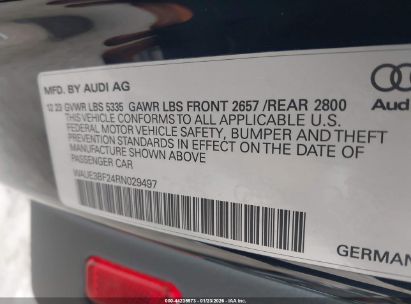 MFD. BY AUDI AG
12 23 GVWR LBS 5335 GAWR LBS FRONT 2657 /REAR 2800
THIS VEHICLE CONFORMS TO ALL APPLICABLE U.S.
FEDERAL MOTOR VEHICLE SAFETY, BUMPER AND THEFT
PREVENTION STANDARDS IN EFFECT ON THE DATE OF
MANUFACTURE SHOWN ABOVE
PASSENGER CAR
WAUE3BF24RN029497
Audi
GERMAN